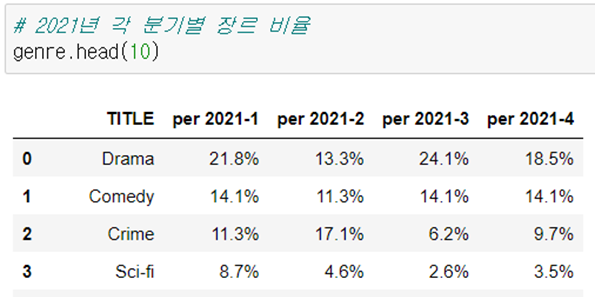 # 2021년 각 분기별 장르 비율
genre.head(10)
TITLE per 2021-1 per 2021-2 per 2021-3 per 2021-4
0 Drama 21.8% 13.3% 24.1% 18.5%
1 Comedy 14.1% 11.3% 14.1% 14.1%
2 Crime 11.3% 17.1% 6.2% 9.7%
3 Sci-fi 8.7% 4.6% 2.6% 3.5%